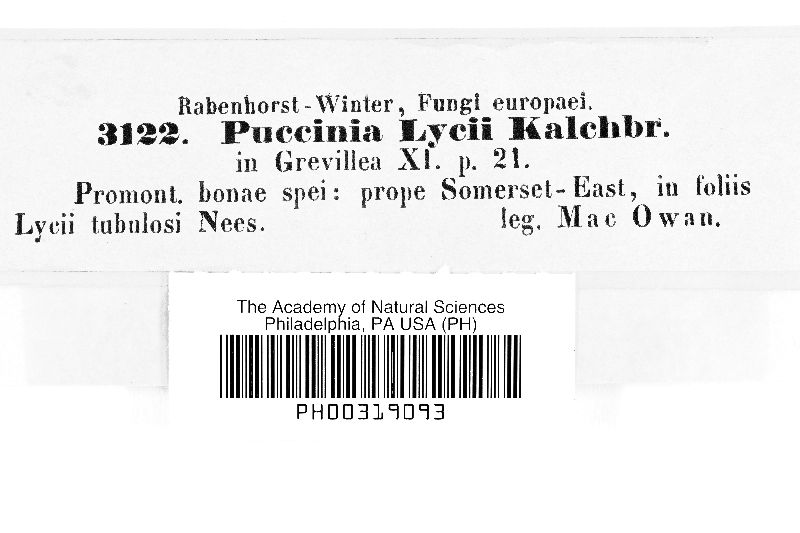 Rabenhorst-Winter, Fungi europaei.
3122. Puccinia Lycii Kalchbr.
in Grevillea XI. p. 21.
Promont. bonae spei: prope Somerset-East, in foliis
Lycii tubulosi Nees. leg. Mac Owan.
The Academy of Natural Sciences
Philadelphia, PA USA (PH)
PH00319093